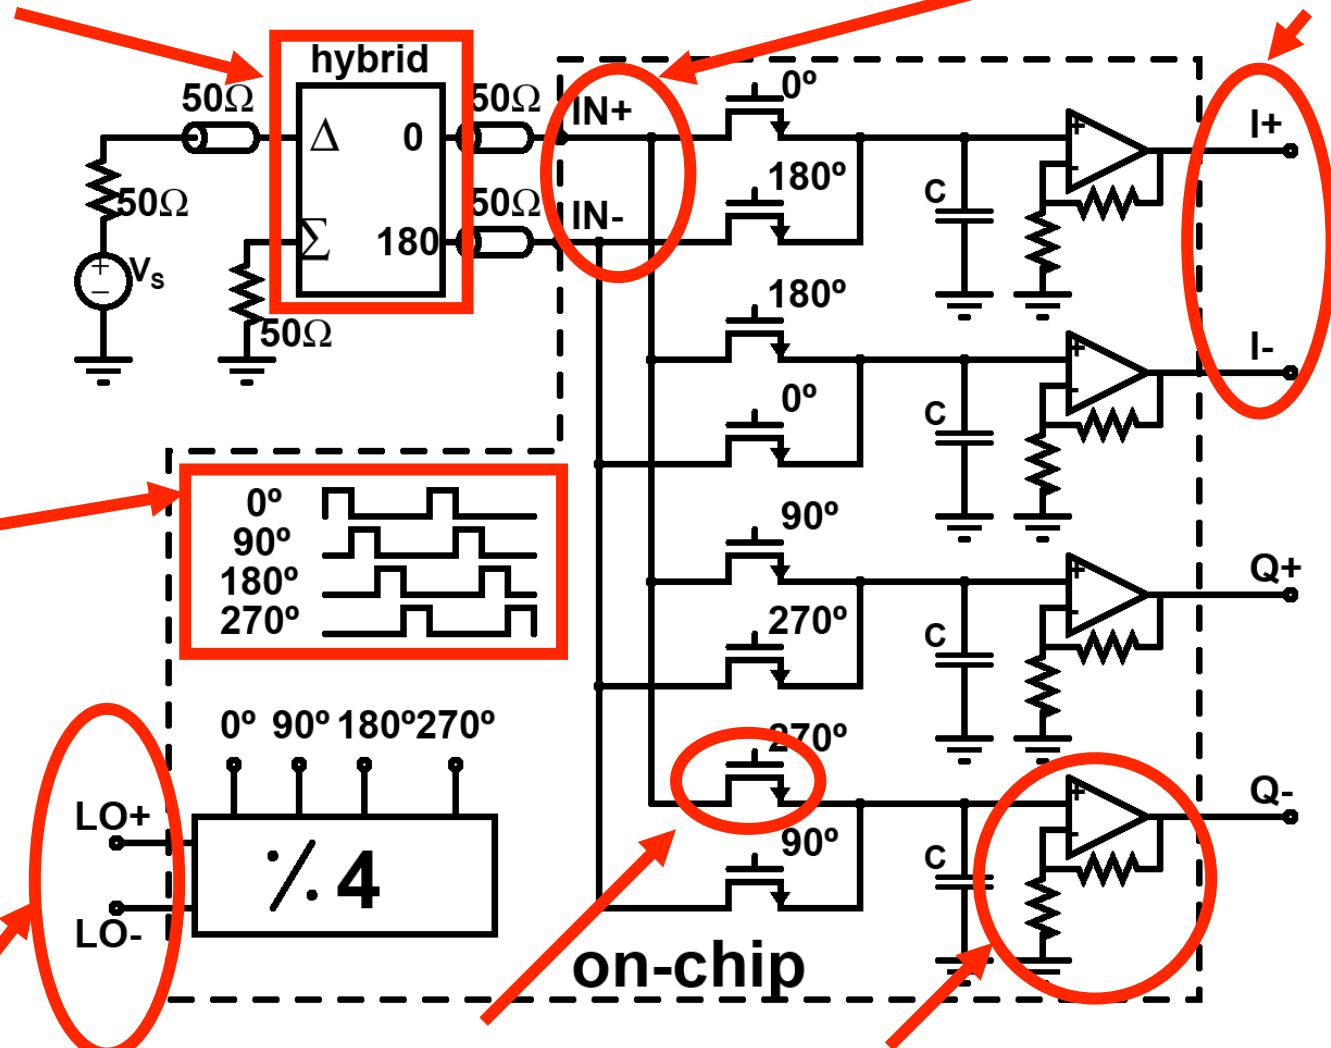 hybrid
50Ω
50Ω
0º
IN+
I+
Δ
0
180º
50Ω
50Ω
C
IN-
Σ
180
+
-
+
−
Vs
50Ω
180º
I-
0º
C
+
-
0º
90º
180º
270º
90º
Q+
270º
C
+
-
0º 90º 180º 270º
270º
Q-
LO+
90º
C
+
-
⁒ 4
LO-
on-chip